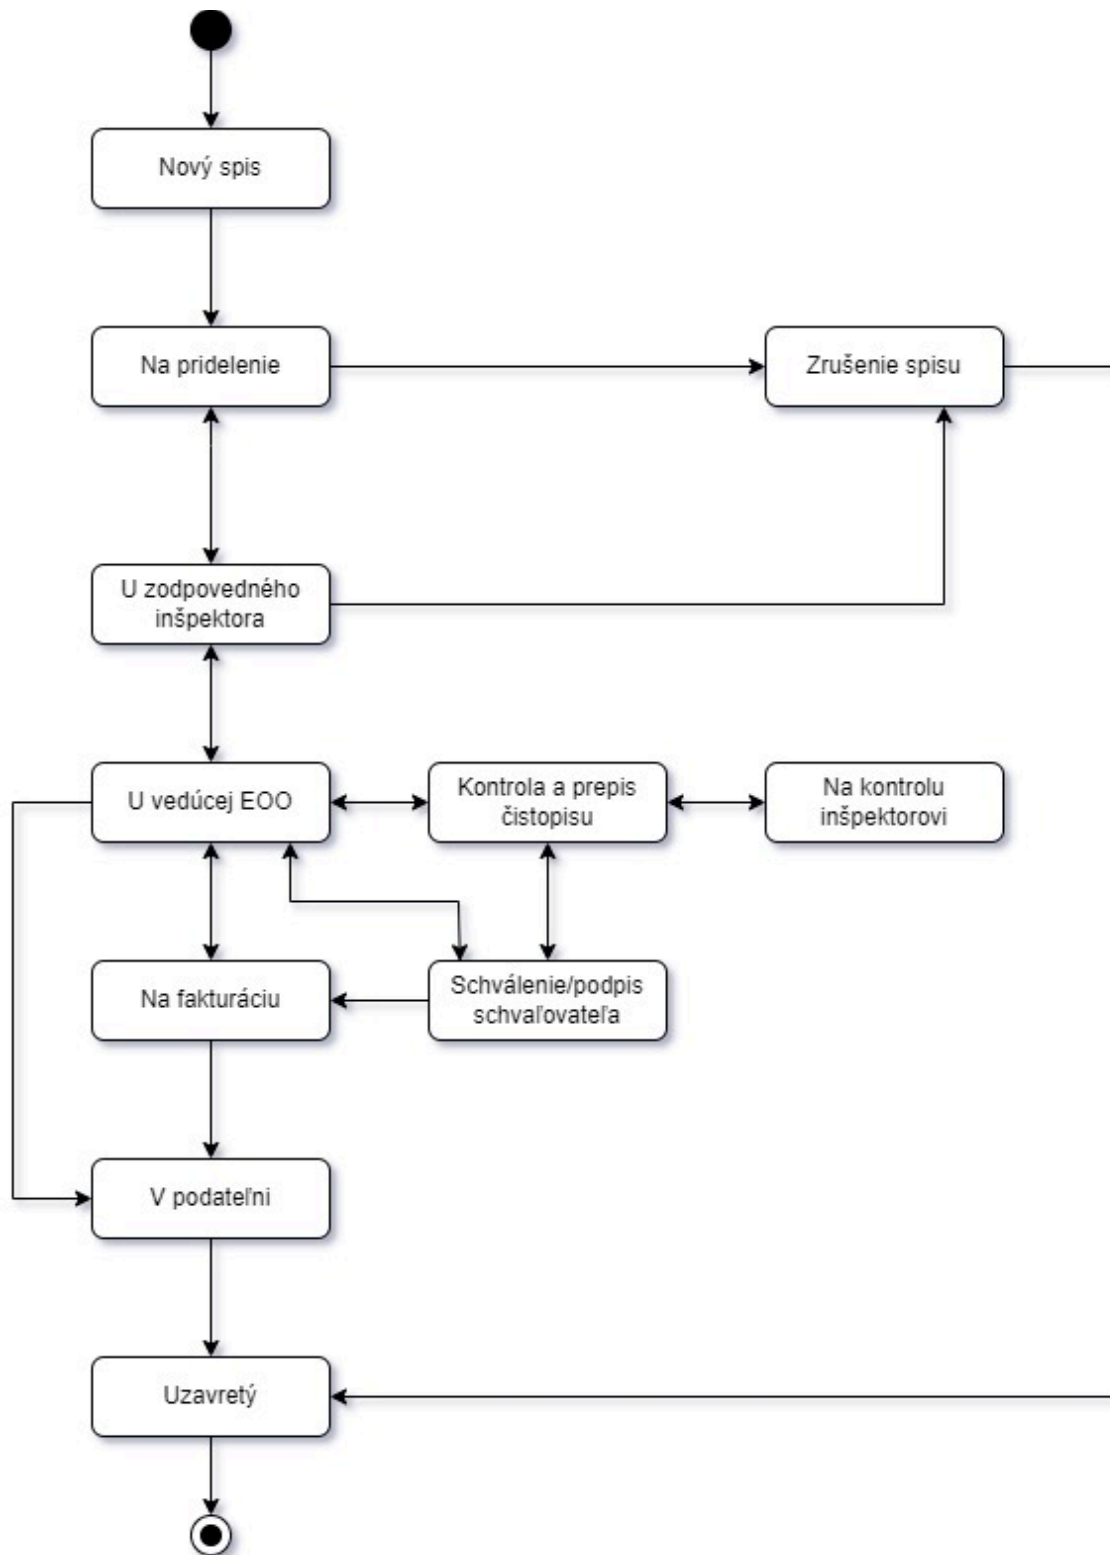 Nový spis
Na pridelenie
Zrušenie spisu
U zodpovedného
inšpektora
U vedúcej EOO
Kontrola a prepis
čistopisu
Na kontrolu
inšpektorovi
Na fakturáciu
Schválenie/podpis
schvaľovateľa
V podateľni
Uzavretý